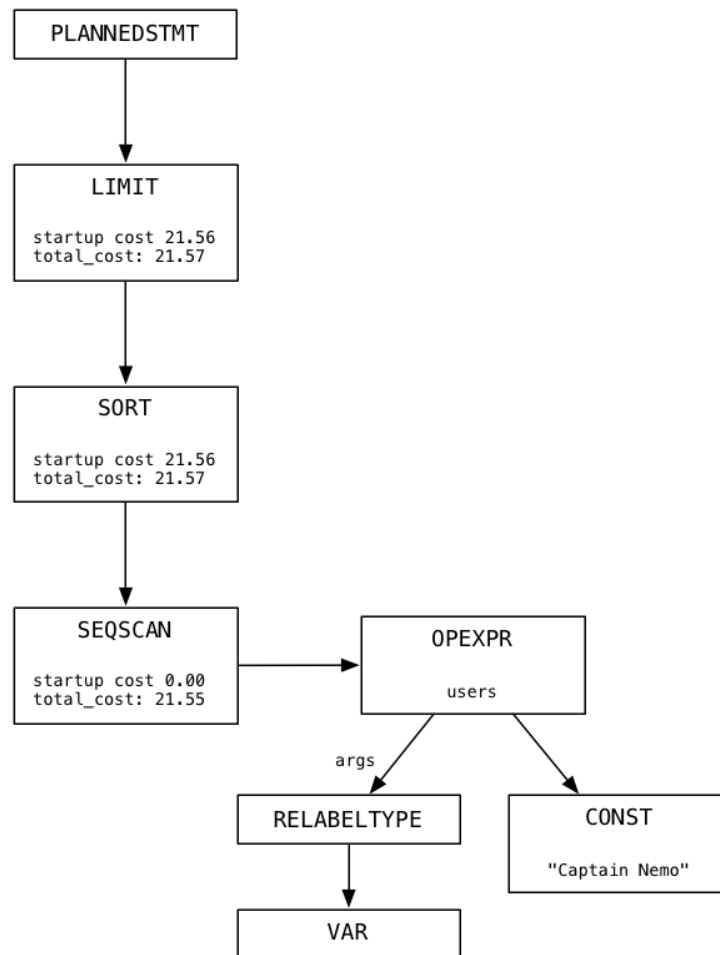 PLANNEDSTMT
LIMIT
startup cost 21.56
total_cost: 21.57
SORT
startup cost 21.56
total_cost: 21.57
SEQSCAN
startup cost 0.00
total_cost: 21.55
OPEXPR
users
args
RELABELTYPE
CONST
"Captain Nemo"
VAR